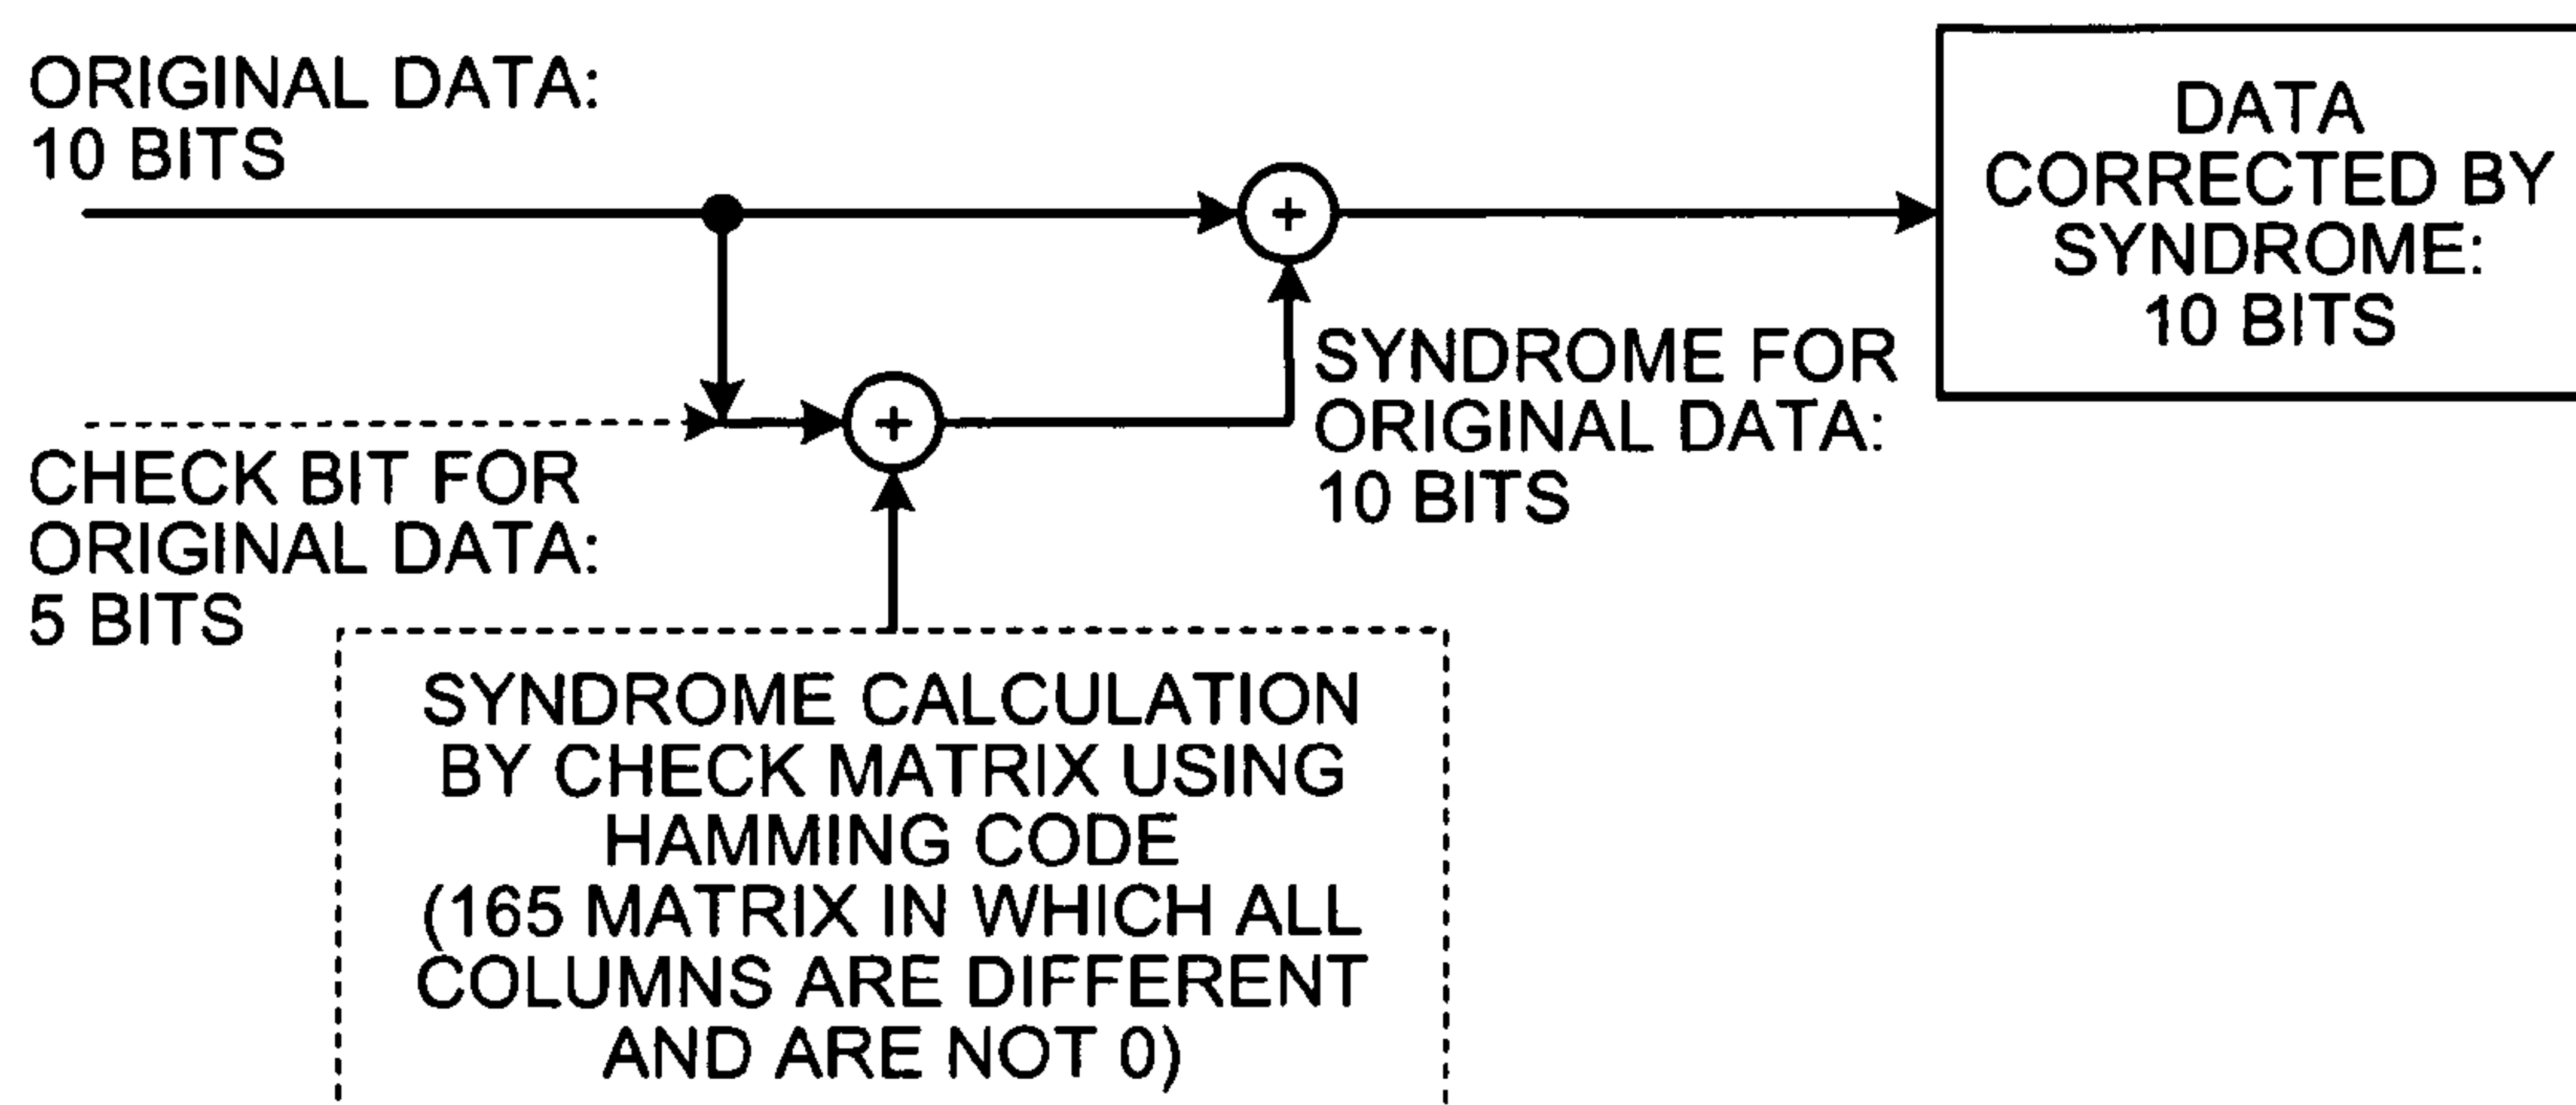 ORIGINAL DATA:
10 BITS
DATA
CORRECTED BY
SYNDROME:
10 BITS
+
SYNDROME FOR
ORIGINAL DATA:
10 BITS
+
CHECK BIT FOR
ORIGINAL DATA:
5 BITS
SYNDROME CALCULATION
BY CHECK MATRIX USING
HAMMING CODE
(165 MATRIX IN WHICH ALL
COLUMNS ARE DIFFERENT
AND ARE NOT 0)